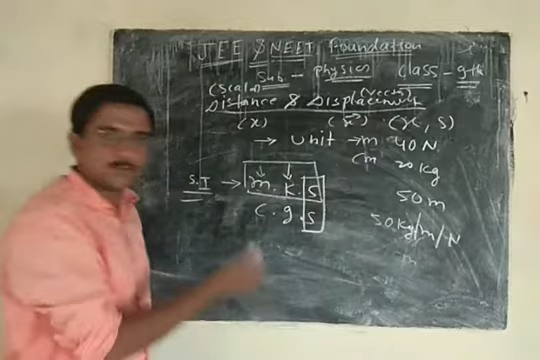 JEE & NEET Foundation
Sub - physics class - 9th
(Scalar) (vector)
Distance & Displacement
(x) (x⃗) (x, s)
→ Unit → m 40 N
cm 20 kg
S.I → m. k. s
c. g. s
50 m
50 kg/m/N
m